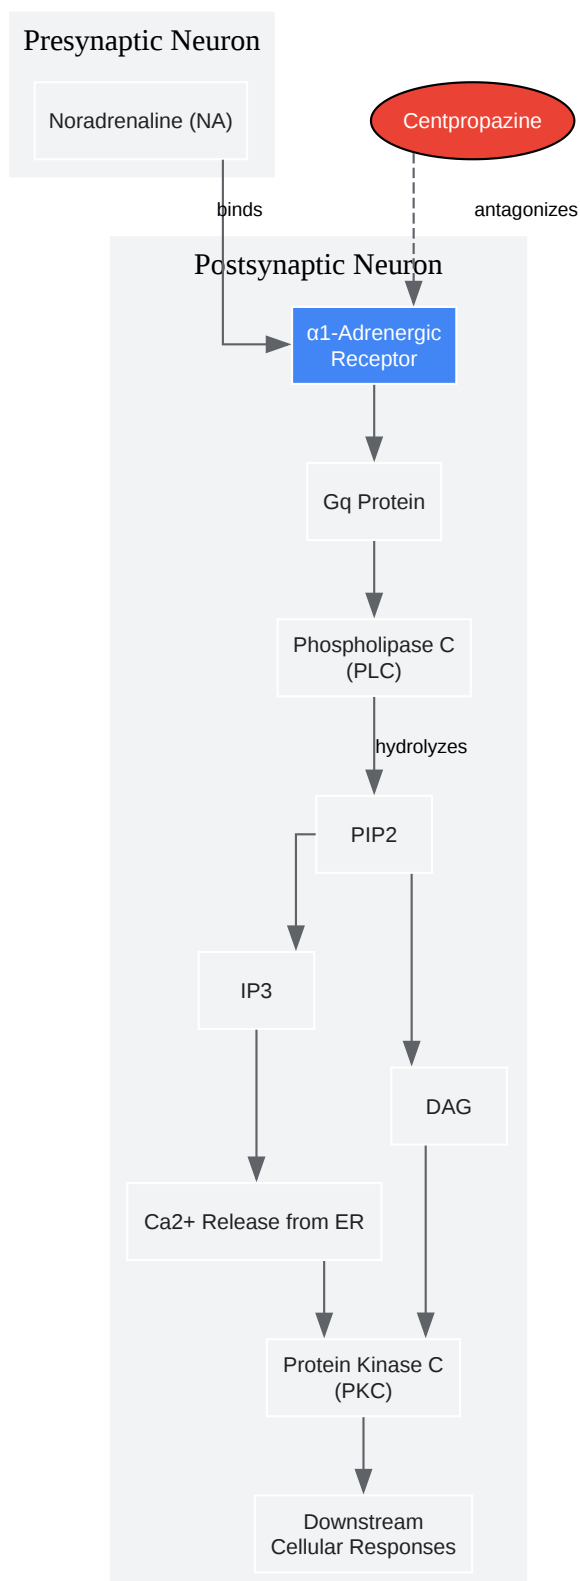 Presynaptic Neuron
Noradrenaline (NA)
Centpropazine
binds
antagonizes
Postsynaptic Neuron
α1-Adrenergic
Receptor
Gq Protein
Phospholipase C
(PLC)
hydrolyzes
PIP2
IP3
DAG
Ca2+ Release from ER
Protein Kinase C
(PKC)
Downstream
Cellular Responses